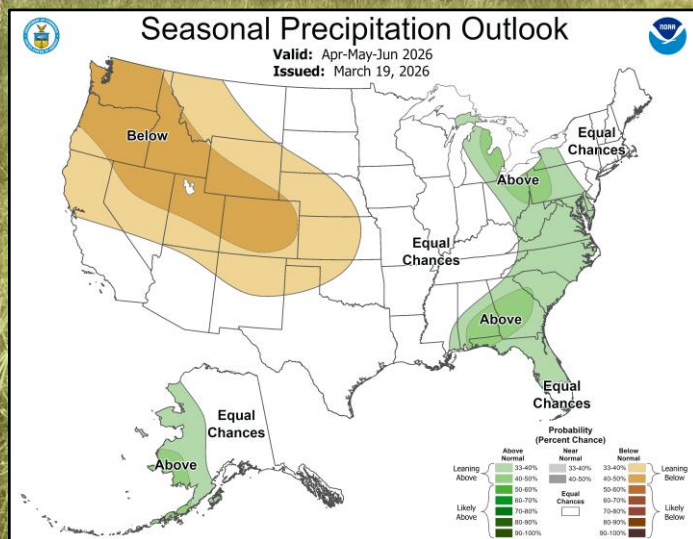 Seasonal Precipitation Outlook
Valid: Apr-May-Jun 2026
Issued: March 19, 2026
NOAA
Below
Equal
Chances
Above
Equal
Chances
Above
Equal
Chances
Equal
Chances
Above
Probability
(Percent Chance)
Above
Normal
Near
Normal
Below
Normal
Leaning
Above
33-40%
40-50%
33-40%
40-50%
33-40%
40-50%
Leaning
Below
Likely
Above
50-60%
60-70%
70-80%
80-90%
90-100%
Equal
Chances
50-60%
60-70%
70-80%
80-90%
90-100%
Likely
Below